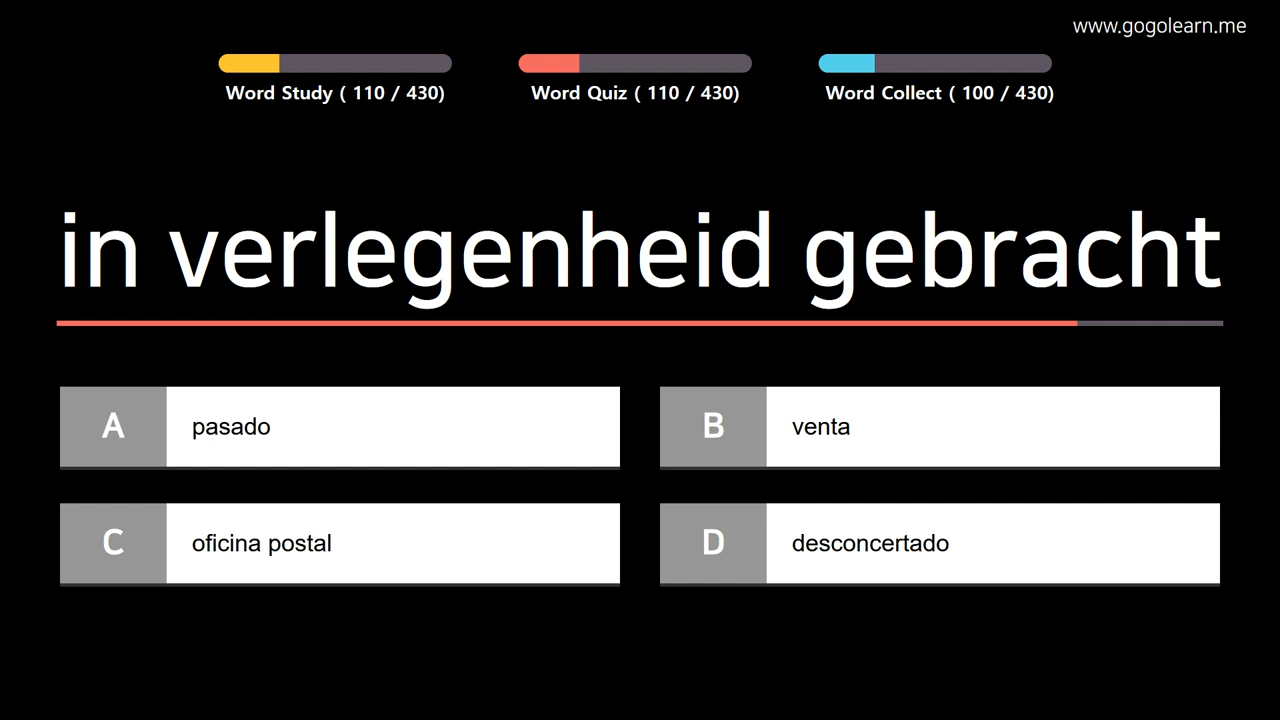 www.gogolearn.me
Word Study ( 110 / 430)
Word Quiz ( 110 / 430)
Word Collect ( 100 / 430)
in verlegenheid gebracht
A pasado
B venta
C oficina postal
D desconcertado